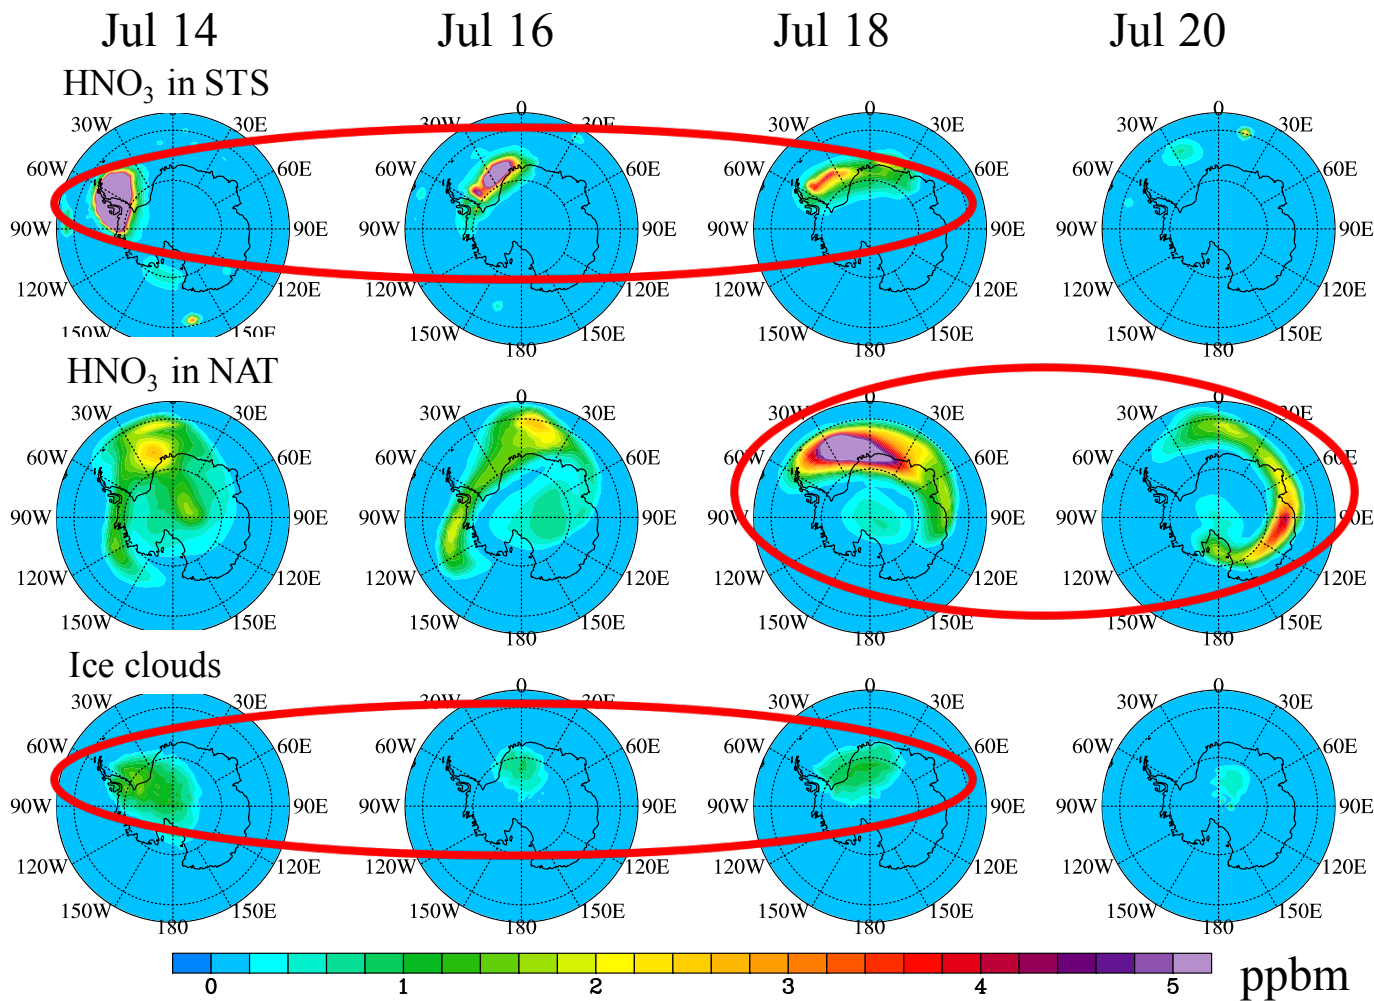 Jul 14 Jul 16 Jul 18 Jul 20
HNO₃ in STS
0 0 0
30W 30E 30W 30E 30W 30E 30W 30E
60W 60E 60W 60E 60W 60E 60W 60E
90W 90E 90W 90E 90W 90E 90W 90E
120W 120E 120W 120E 120W 120E 120W 120E
150W 150E 150W 150E 150W 150E 150W 150E
180 180 180
HNO₃ in NAT
0 0 0
30W 30E 30W 30E 30W 30E 30W 30E
60W 60E 60W 60E 60W 60E 60W 60E
90W 90E 90W 90E 90W 90E 90W 90E
120W 120E 120W 120E 120W 120E 120W 120E
150W 150E 150W 150E 150W 150E 150W 150E
180 180 180
Ice clouds
0 0 0
30W 30E 30W 30E 30W 30E 30W 30E
60W 60E 60W 60E 60W 60E 60W 60E
90W 90E 90W 90E 90W 90E 90W 90E
120W 120E 120W 120E 120W 120E 120W 120E
150W 150E 150W 150E 150W 150E 150W 150E
180 180 180 180
0 1 2 3 4 5 ppbm